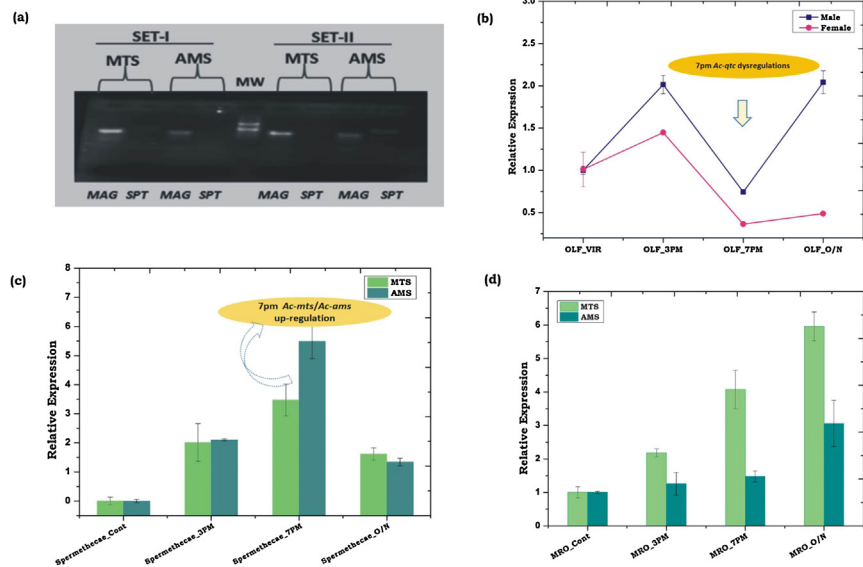 (a)
SET-I SET-II
MTS AMS MW MTS AMS
MAG SPT MAG SPT MAG SPT MAG SPT
(b)
Relative Exprssion
2.0
1.5
1.0
0.5
Male
Female
7pm Ac-qtc dysregulations
OLF_VIR OLF_3PM OLF_7PM OLF_O/N
(c)
Relative Expression
8
7
6
5
4
3
2
1
0
MTS
AMS
7pm Ac-mts/Ac-ams
up-regulation
Spermethecae_Cont Spermethecae_3PM Spermethecae_7PM Spermethecae_O/N
(d)
Relative Expression
7
6
5
4
3
2
1
0
MTS
AMS
MRO_Cont MRO_3PM MRO_7PM MRO_O/N